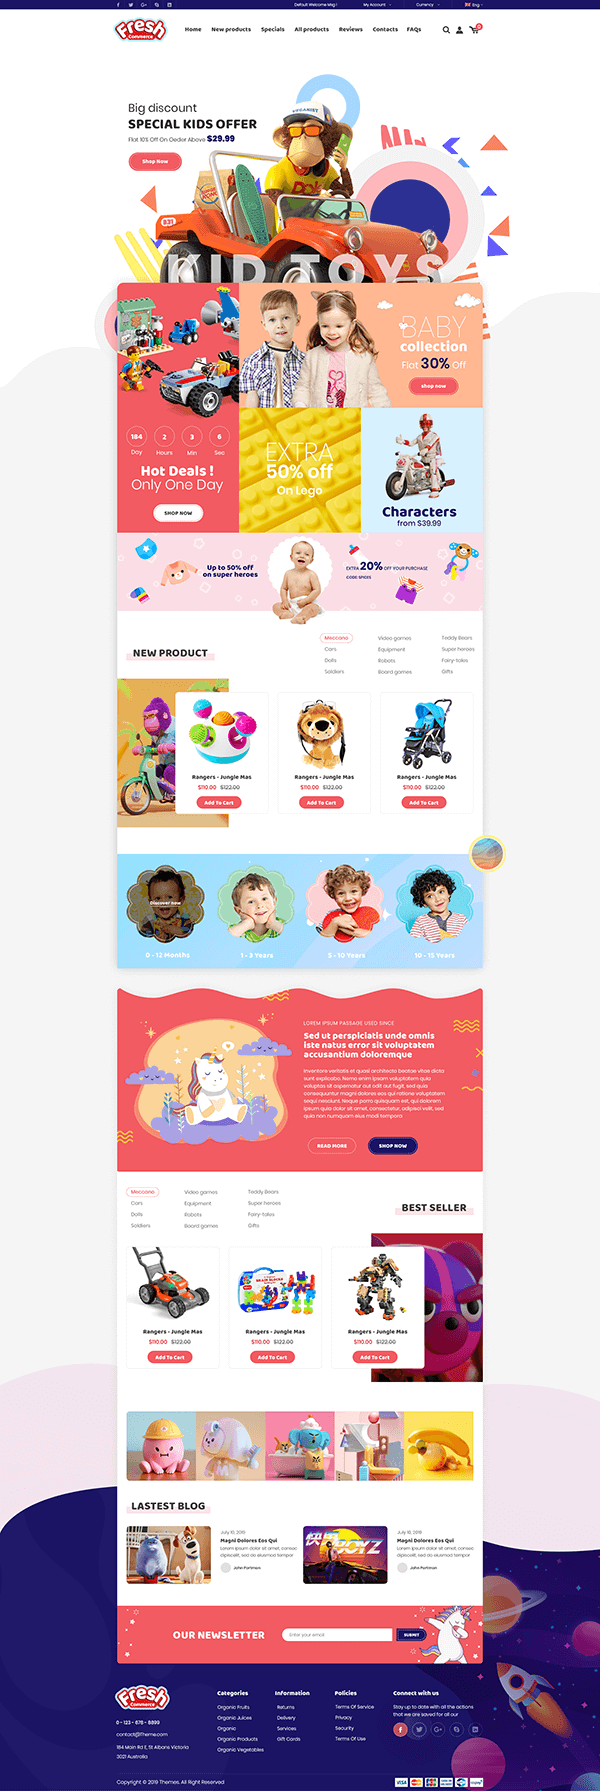 Default Welcome Msg !
My Account
Currency
Eng
Fresh
Commerce
Home
New products
Specials
All products
Reviews
Contacts
FAQs
0
Big discount
SPECIAL KIDS OFFER
Flat 10% Off On Oeder Above $29.99
Shop Now
VEGANIST
831
KID TOYS
BABY
collection
Flat 30% Off
Shop now
184
2
3
6
Day
Hours
Min
Sec
Hot Deals !
Only One Day
SHOP NOW
EXTRA
50% off
On Lego
Characters
from $39.99
Up to 50% off
on super heroes
EXTRA 20% OFF YOUR PURCHASE
CODE SPICES
NEW PRODUCT
Meccano
Video games
Teddy Bears
Cars
Equipment
Super heroes
Dolls
Robots
Fairy-tales
Soldiers
Board games
Gifts
Rangers - Jungle Mas
$110.00 $122.00
Add To Cart
Rangers - Jungle Mas
$110.00 $122.00
Add To Cart
Rangers - Jungle Mas
$110.00 $122.00
Add To Cart
Discover now
0 - 12 Months
1 - 3 Years
5 - 10 Years
10 - 15 Years
LOREM IPSUM PASSAGE USED SINCE
Sed ut perspiciatis unde omnis
iste natus error sit voluptatem
accusantium doloremque
Inventore veritatis et quasi architecto beatae vitae dicta
sunt explicabo. Nemo enim ipsam voluptatem quia
voluptas sit aspernatur aut odit aut fugit, sed quia
consequuntur magni dolores eos qui ratione voluptatem
sequi nesciunt. Neque porro quisquam est, qui dolorem
ipsum quia dolor sit amet, consectetur, adipisci velit, sed
quia non numquam eius modi tempora
READ MORE
SHOP NOW
Meccano
Video games
Teddy Bears
Cars
Equipment
Super heroes
Dolls
Robots
Fairy-tales
Soldiers
Board games
Gifts
BEST SELLER
BRAIN BLOCKS
Rangers - Jungle Mas
$110.00 $122.00
Add To Cart
Rangers - Jungle Mas
$110.00 $122.00
Add To Cart
Rangers - Jungle Mas
$110.00 $122.00
Add To Cart
LASTEST BLOG
July 10, 2019
Magni Dolores Eos Qui
Lorem ipsum dolor sit amet, consec
dipiscelit, sed do eiusmod tempor
John Partman
BOYZ
July 10, 2019
Magni Dolores Eos Qui
Lorem ipsum dolor sit amet, consec
dipiscelit, sed do eiusmod tempor
John Partman
OUR NEWSLETTER
Enter your email
SUBMIT
Fresh
Commerce
0 - 123 - 678 - 8899
contact@1Theme.com
184 Main Rd E, St Albans Victoria
3021 Australia
Categories
Organic Fruits
Organic Juices
Organic
Organic Products
Organic Vegetables
Information
Returns
Delivery
Services
Gift Cards
Policies
Terms Of Service
Privacy
Security
Terms Of Use
Connect with us
Stay up to date with all the actions
that we are saved for all our
Copyright © 2019 Themes. All Right Reserved
VISA